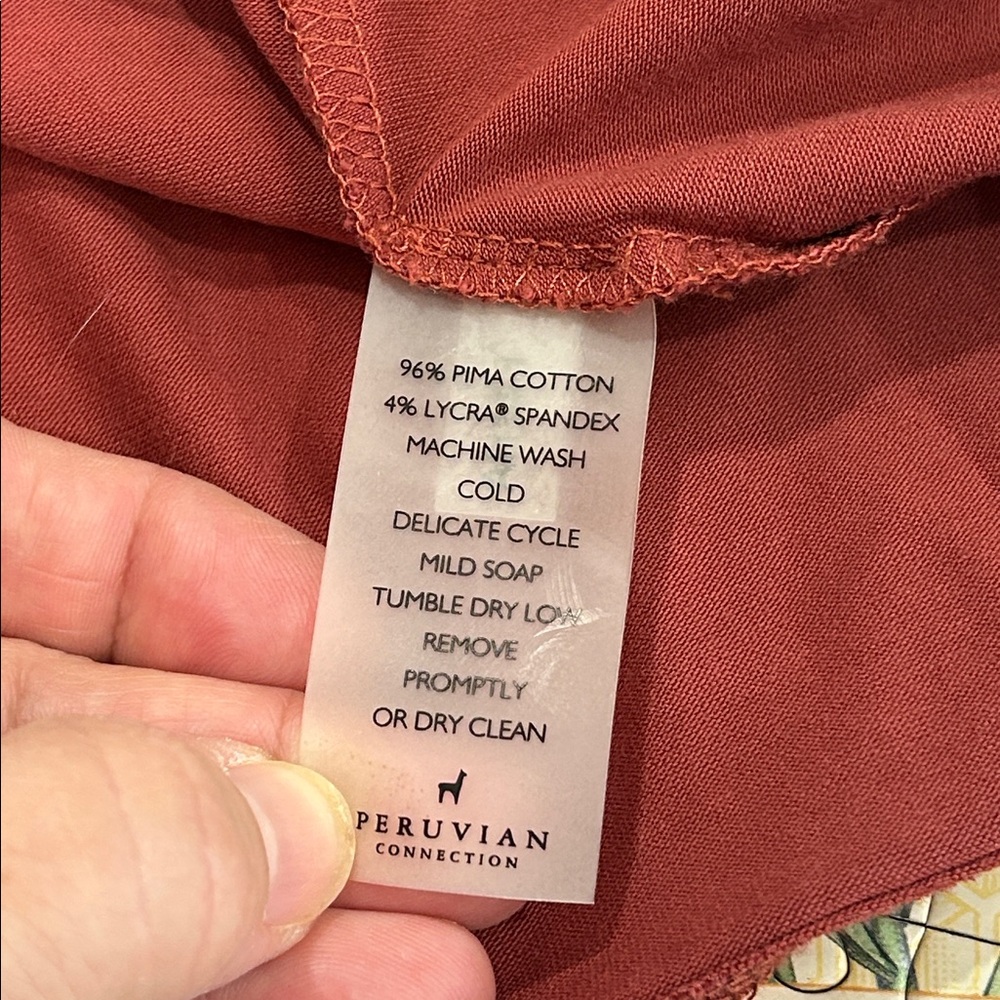 96% PIMA COTTON
4% LYCRA® SPANDEX
MACHINE WASH
COLD
DELICATE CYCLE
MILD SOAP
TUMBLE DRY LOW
REMOVE
PROMPTLY
OR DRY CLEAN
PERUVIAN
CONNECTION